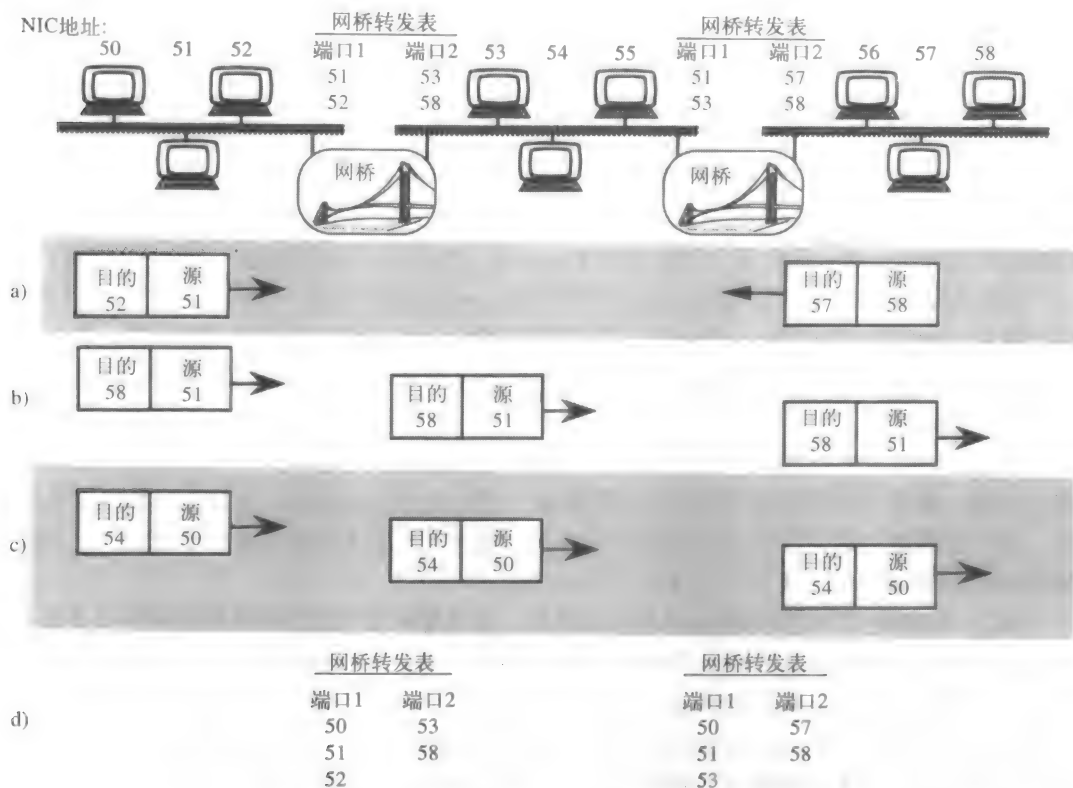 NIC地址:
50 51 52
网桥转发表
端口1 端口2
51 53
52 58
53 54 55
网桥转发表
端口1 端口2
51 57
53 58
56 57 58
网桥
网桥
a)
目的 源
52 51
目的 源
57 58
b)
目的 源
58 51
目的 源
58 51
目的 源
58 51
c)
目的 源
54 50
目的 源
54 50
目的 源
54 50
d)
网桥转发表
端口1 端口2
50 53
51 58
52
网桥转发表
端口1 端口2
50 57
51 58
53